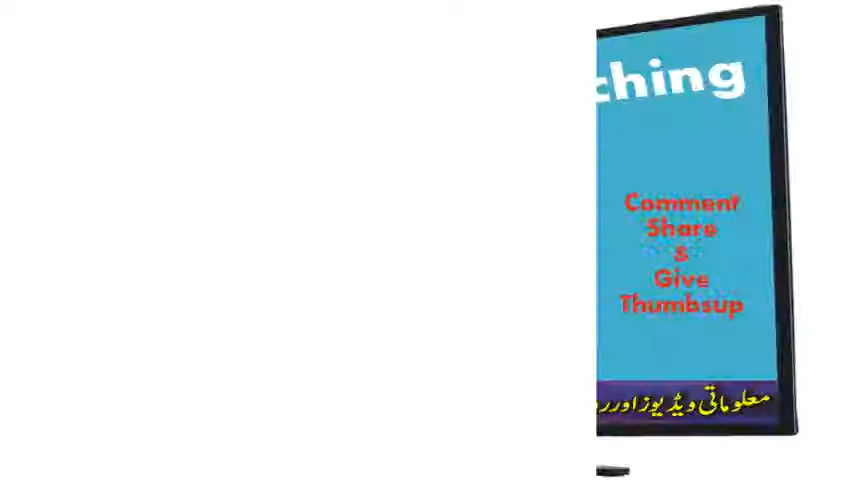 ching
Comment
Share
&
Give
Thumbsup
معلوماتی ویڈیوز اور